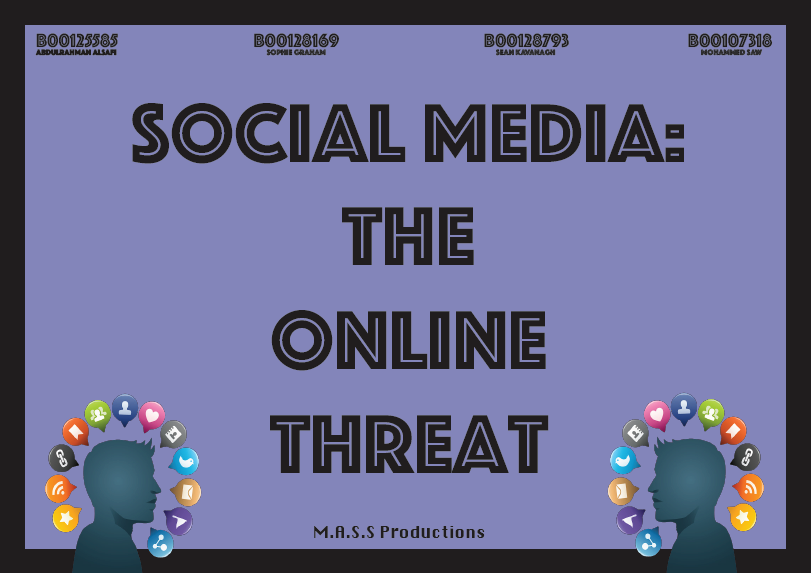 B00125585 B00128169 B00128793 B00107318
ABDULRAHMAN ALSAFI SOPHIE GRAHAM SEAN KAVANAGH MOHAMMED SAW
SOCIAL MEDIA:
THE
ONLINE
THREAT
M.A.S.S Productions